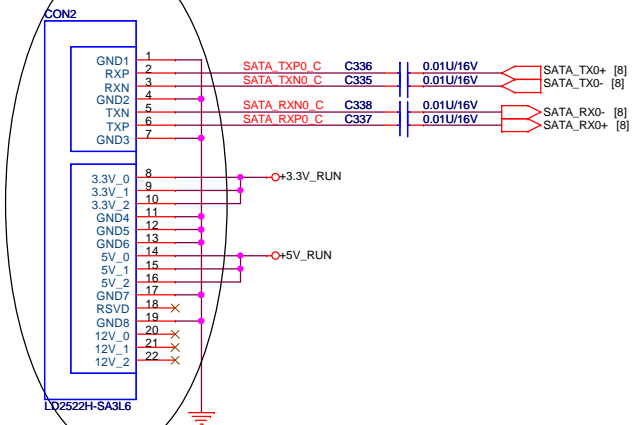 CON2
GND1 1
RXP 2 SATA_TXP0_C C336 0.01U/16V SATA_TX0+ [8]
RXN 3 SATA_TXN0_C C335 0.01U/16V SATA_TX0- [8]
GND2 4
TXN 5 SATA_RXN0_C C338 0.01U/16V SATA_RX0- [8]
TXP 6 SATA_RXP0_C C337 0.01U/16V SATA_RX0+ [8]
GND3 7
3.3V_0 8 +3.3V_RUN
3.3V_1 9
3.3V_2 10
GND4 11
GND5 12
GND6 13
5V_0 14 +5V_RUN
5V_1 15
5V_2 16
GND7 17
RSVD 18
GND8 19
12V_0 20
12V_1 21
12V_2 22
LD2522H-SA3L6